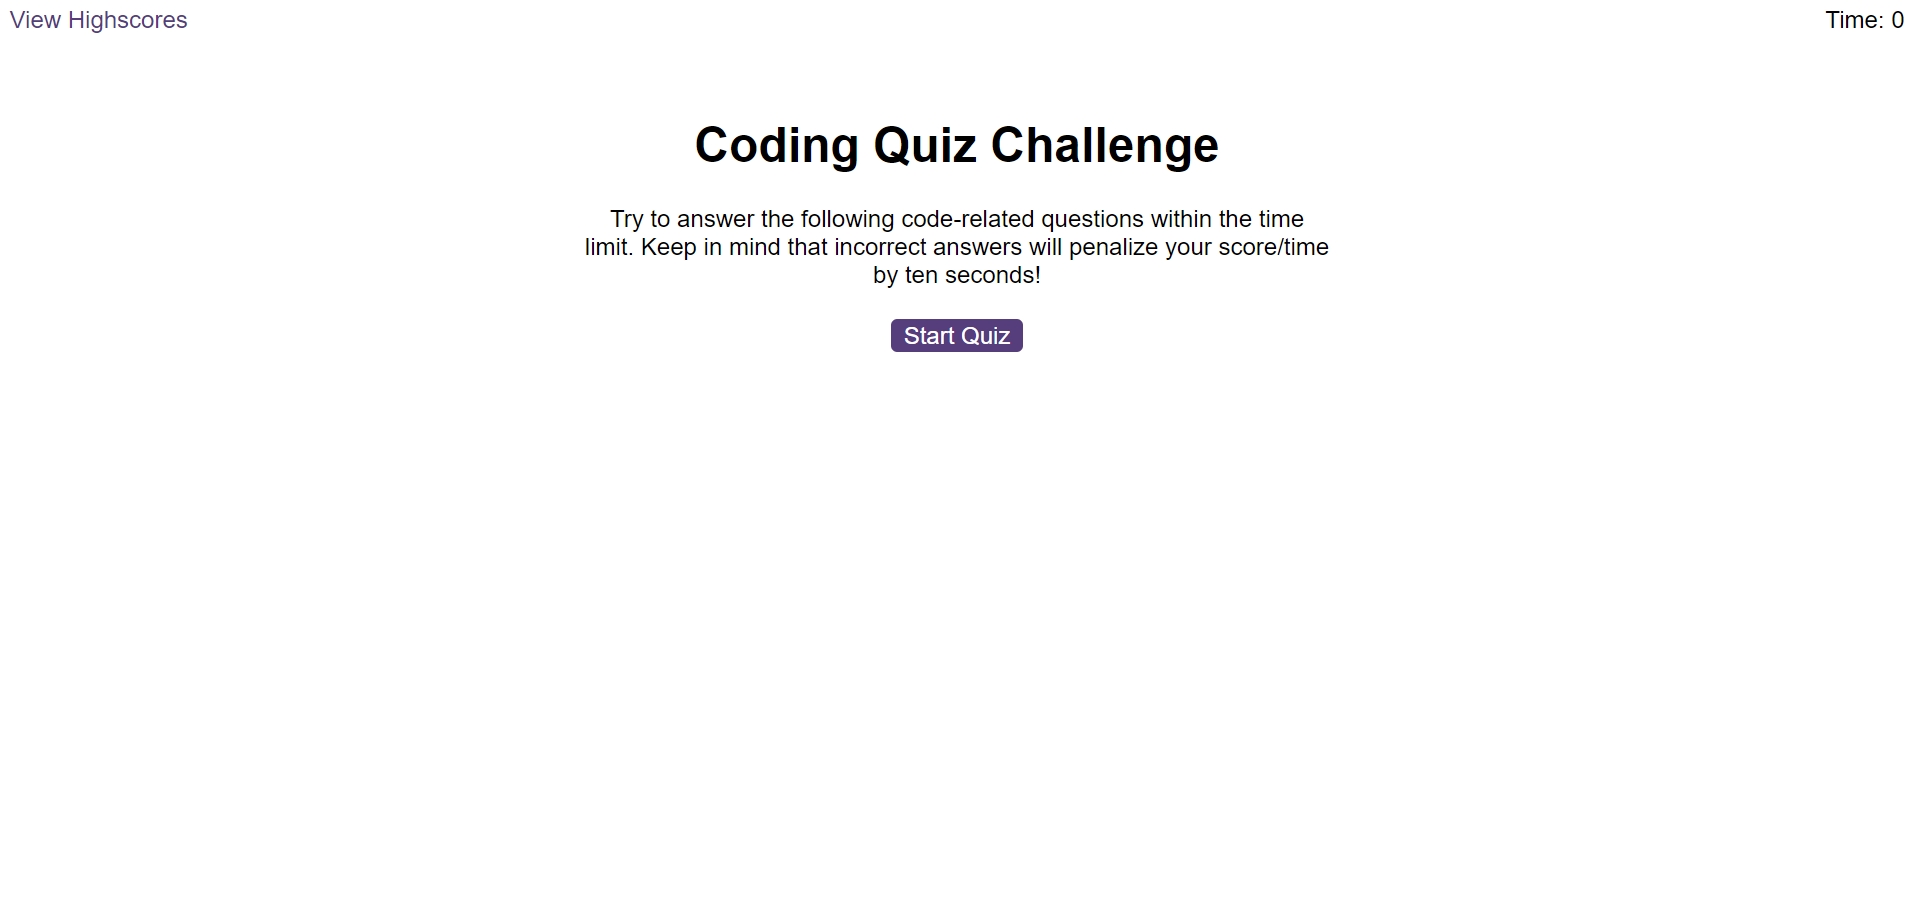 View Highscores
Time: 0
Coding Quiz Challenge
Try to answer the following code-related questions within the time
limit. Keep in mind that incorrect answers will penalize your score/time
by ten seconds!
Start Quiz